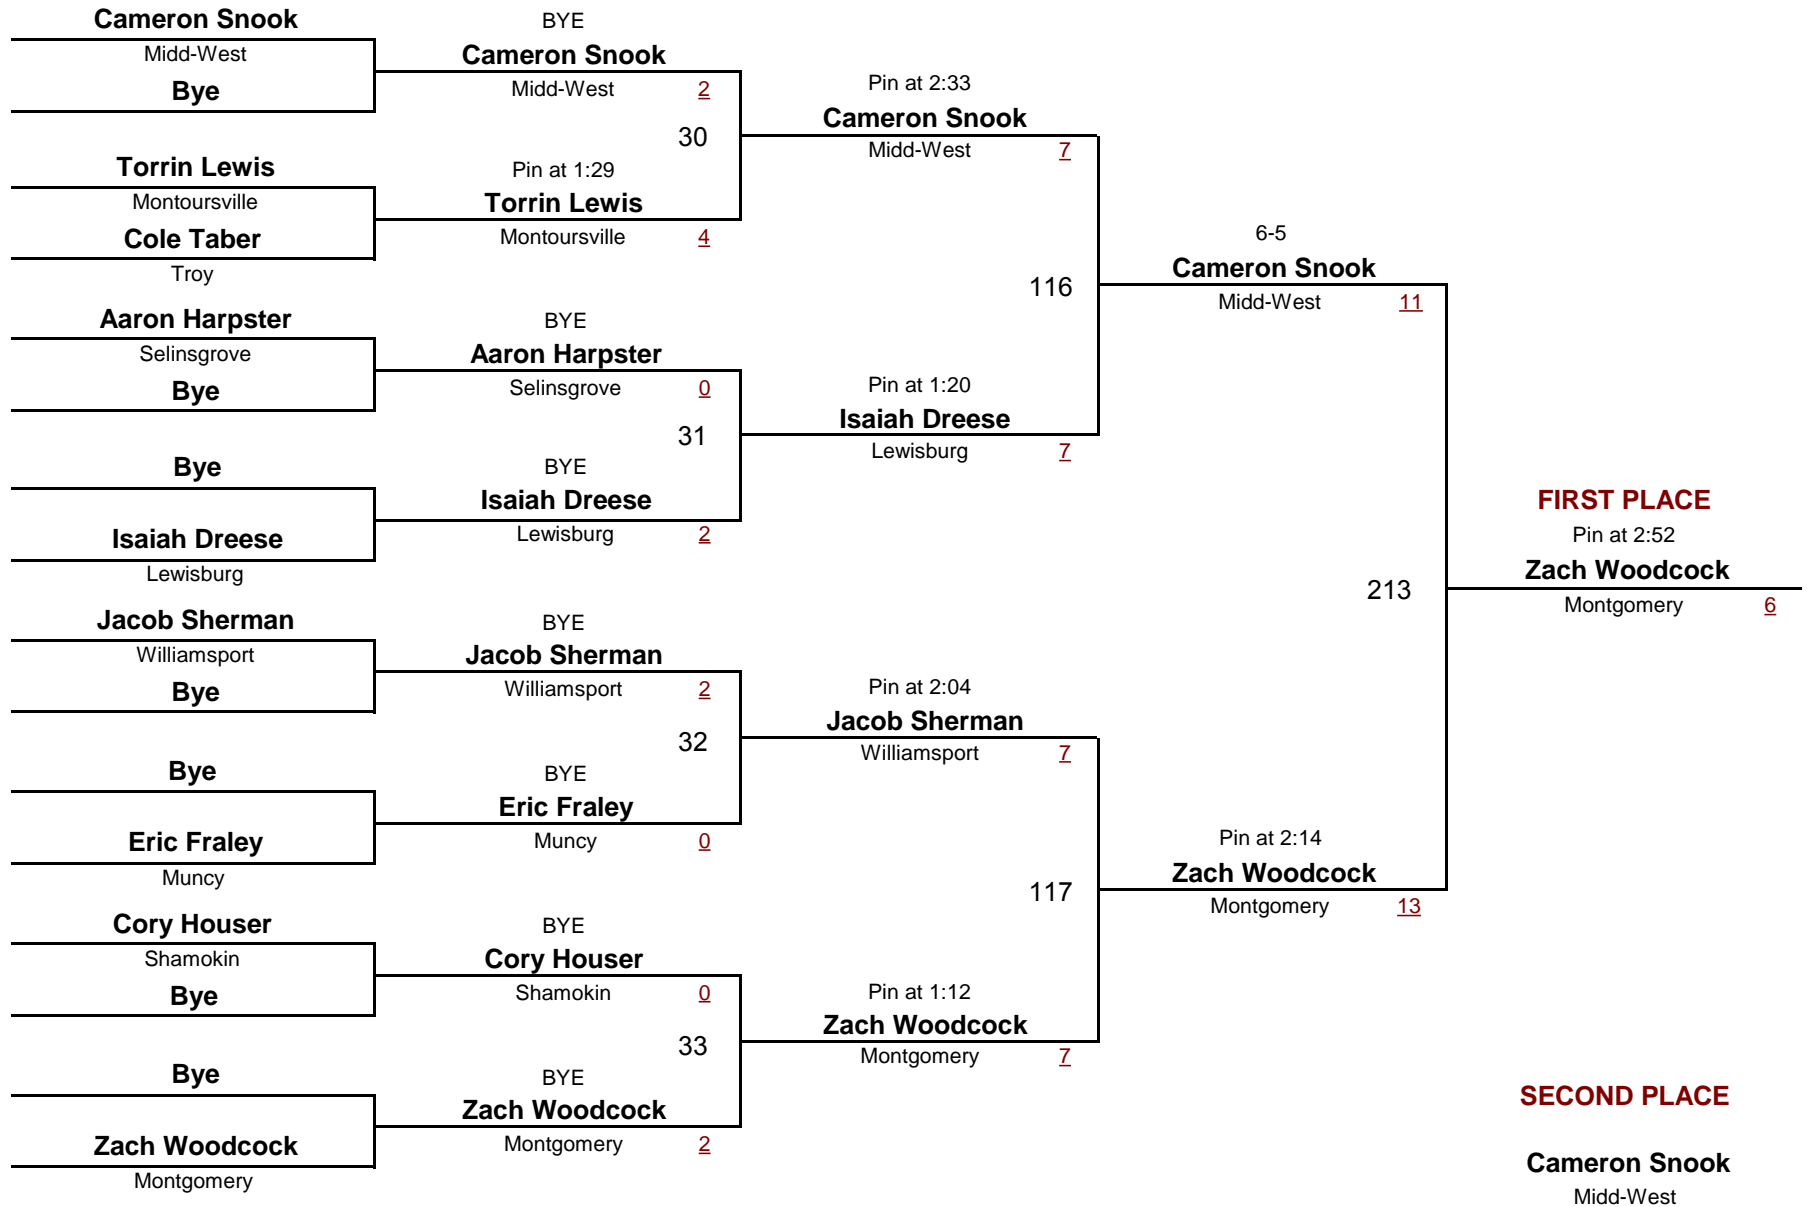 Cameron Snook
Midd-West
Bye
Torrin Lewis
Montoursville
Cole Taber
Troy
Aaron Harpster
Selinsgrove
Bye
Bye
Isaiah Dreese
Lewisburg
Jacob Sherman
Williamsport
Bye
Bye
Eric Fraley
Muncy
Cory Houser
Shamokin
Bye
Bye
Zach Woodcock
Montgomery
BYE
Cameron Snook
Midd-West 2
30
Pin at 1:29
Torrin Lewis
Montoursville 4
BYE
Aaron Harpster
Selinsgrove 0
31
BYE
Isaiah Dreese
Lewisburg 2
BYE
Jacob Sherman
Williamsport 2
32
BYE
Eric Fraley
Muncy 0
BYE
Cory Houser
Shamokin 0
33
BYE
Zach Woodcock
Montgomery 2
Pin at 2:33
Cameron Snook
Midd-West 7
116
Pin at 1:20
Isaiah Dreese
Lewisburg 7
Pin at 2:04
Jacob Sherman
Williamsport 7
117
Pin at 1:12
Zach Woodcock
Montgomery 7
6-5
Cameron Snook
Midd-West 11
213
Pin at 2:14
Zach Woodcock
Montgomery 13
FIRST PLACE
Pin at 2:52
Zach Woodcock
Montgomery 6
SECOND PLACE
Cameron Snook
Midd-West